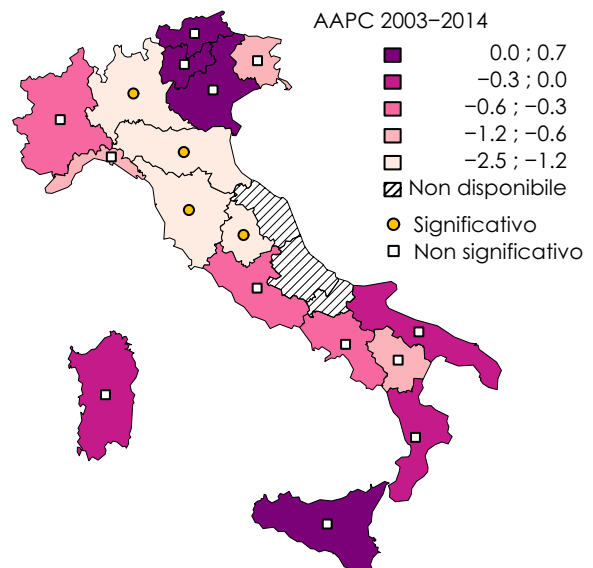 AAPC 2003−2014
0.0 ; 0.7
−0.3 ; 0.0
−0.6 ; −0.3
−1.2 ; −0.6
−2.5 ; −1.2
Non disponibile
Significativo
Non significativo